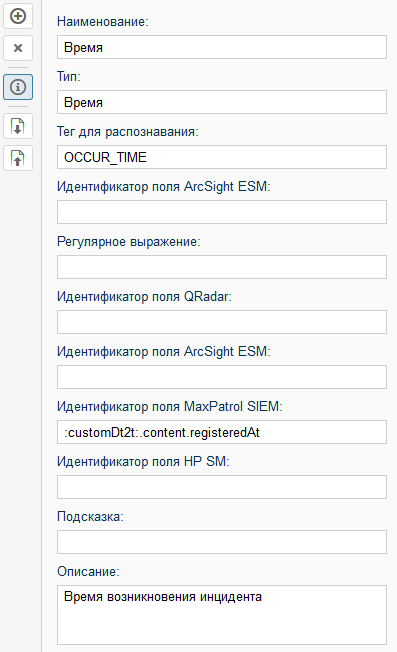 Наименование:
Время
Тип:
Время
Тег для распознавания:
OCCUR_TIME
Идентификатор поля ArcSight ESM:
Регулярное выражение:
Идентификатор поля QRadar:
Идентификатор поля ArcSight ESM:
Идентификатор поля MaxPatrol SIEM:
:customDt2t:.content.registeredAt
Идентификатор поля HP SM:
Подсказка:
Описание:
Время возникновения инцидента